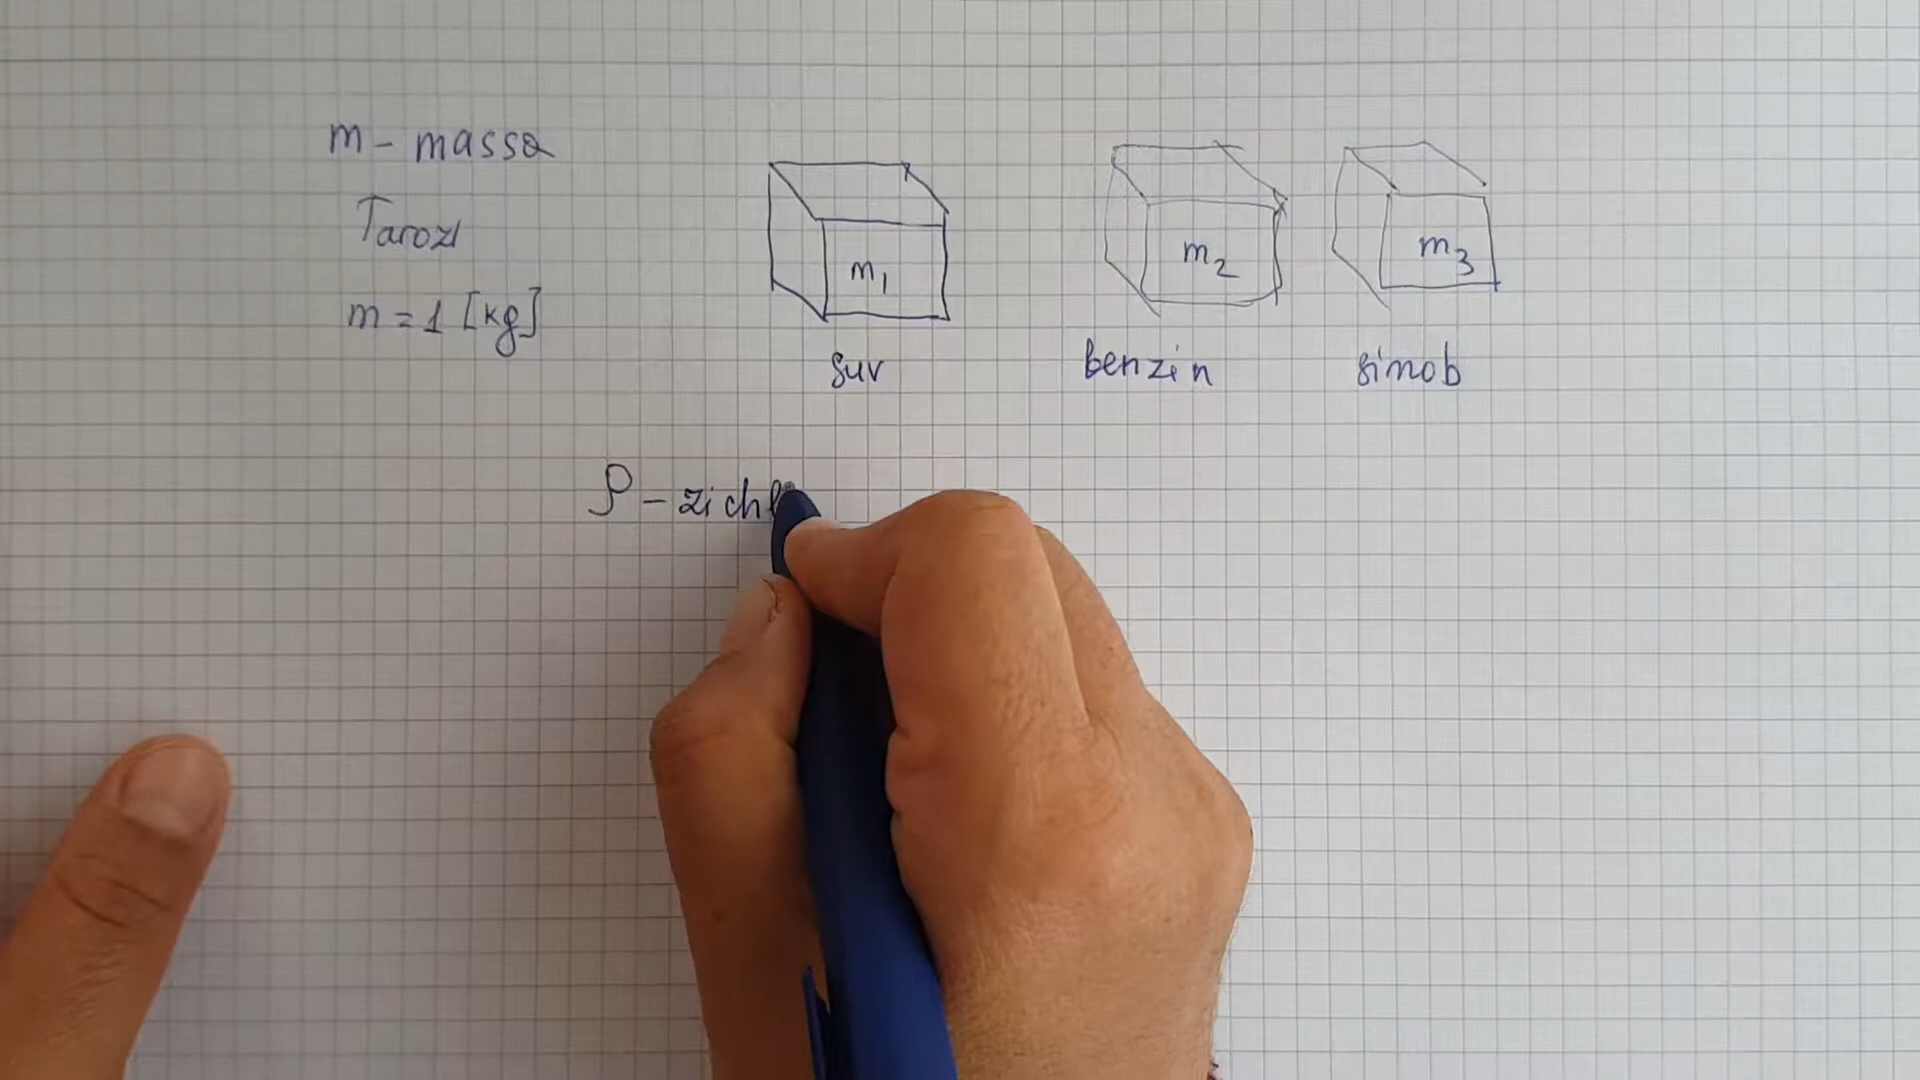 m - massa
Tarozi
m = 1 [kg]
m₁
m₂
m₃
suv
benzin
simob
ρ - zichl